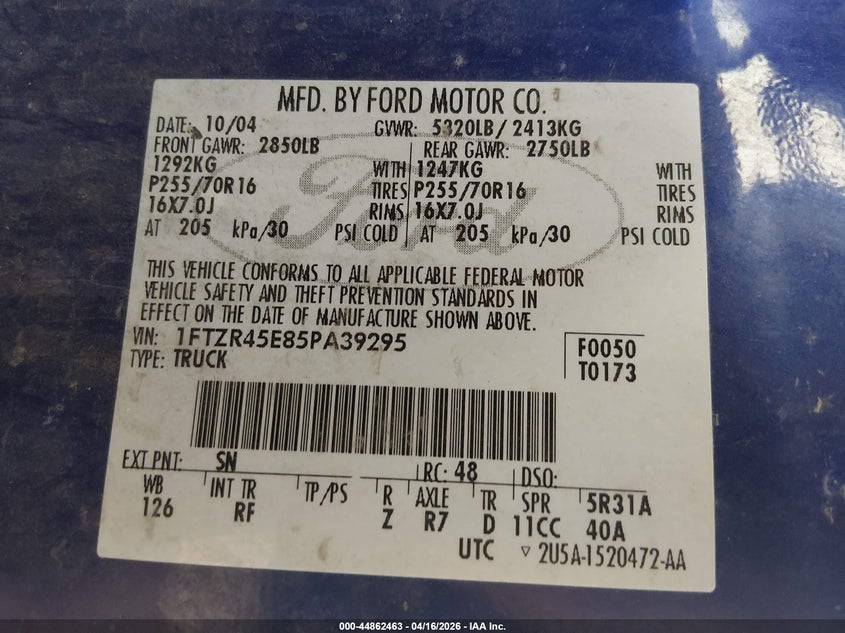 MFD. BY FORD MOTOR CO.
DATE: 10/04 GVWR: 5320LB/ 2413KG
FRONT GAWR: 2850LB REAR GAWR: 2750LB
1292KG WITH 1247KG WITH
P255/70R16 TIRES P255/70R16 TIRES
16X7.0J RIMS 16X7.0J RIMS
AT 205 kPa/30 PSI COLD AT 205 kPa/30 PSI COLD
Ford
THIS VEHICLE CONFORMS TO ALL APPLICABLE FEDERAL MOTOR
VEHICLE SAFETY AND THEFT PREVENTION STANDARDS IN
EFFECT ON THE DATE OF MANUFACTURE SHOWN ABOVE.
VIN: 1FTZR45E85PA39295 F0050
TYPE: TRUCK T0173
EXT PNT: SN RC: 48 DSO:
WB INT TR TP/PS R AXLE TR SPR 5R31A
126 RF Z R7 D 11CC 40A
UTC ▽ 2U5A-1520472-AA
000-44862463 - 04/16/2026 - IAA Inc.